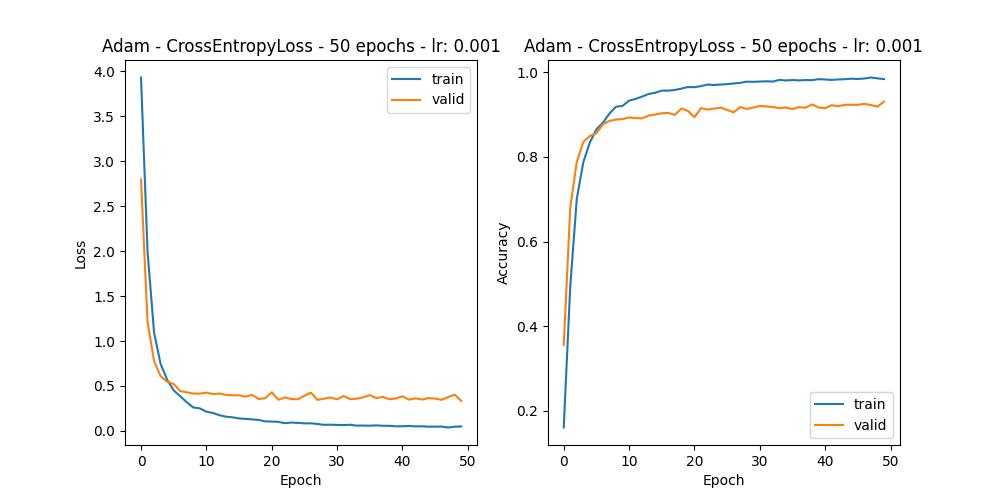 Adam - CrossEntropyLoss - 50 epochs - lr: 0.001
4.0
3.5
3.0
2.5
2.0
1.5
1.0
0.5
0.0
Loss
0 10 20 30 40 50
Epoch
train
valid
Adam - CrossEntropyLoss - 50 epochs - lr: 0.001
1.0
0.8
0.6
0.4
0.2
Accuracy
0 10 20 30 40 50
Epoch
train
valid